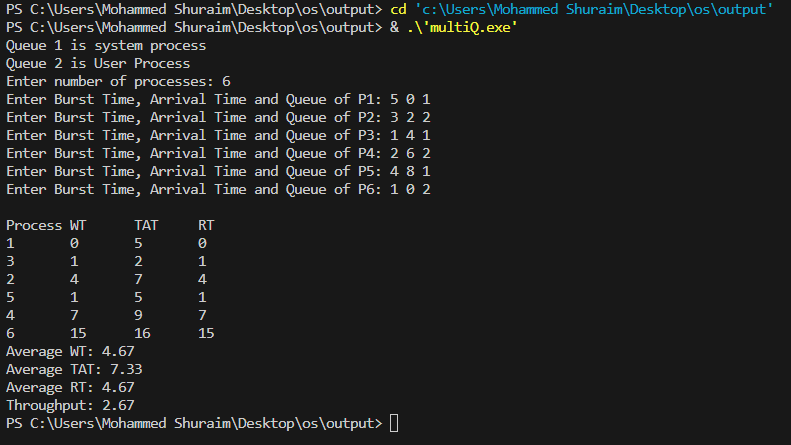 PS C:\Users\Mohammed Shuraim\Desktop\os\output> cd 'c:\Users\Mohammed Shuraim\Desktop\os\output'
PS C:\Users\Mohammed Shuraim\Desktop\os\output> & .\'multiQ.exe'
Queue 1 is system process
Queue 2 is User Process
Enter number of processes: 6
Enter Burst Time, Arrival Time and Queue of P1: 5 0 1
Enter Burst Time, Arrival Time and Queue of P2: 3 2 2
Enter Burst Time, Arrival Time and Queue of P3: 1 4 1
Enter Burst Time, Arrival Time and Queue of P4: 2 6 2
Enter Burst Time, Arrival Time and Queue of P5: 4 8 1
Enter Burst Time, Arrival Time and Queue of P6: 1 0 2
Process WT TAT RT
1 0 5 0
3 1 2 1
2 4 7 4
5 1 5 1
4 7 9 7
6 15 16 15
Average WT: 4.67
Average TAT: 7.33
Average RT: 4.67
Throughput: 2.67
PS C:\Users\Mohammed Shuraim\Desktop\os\output>